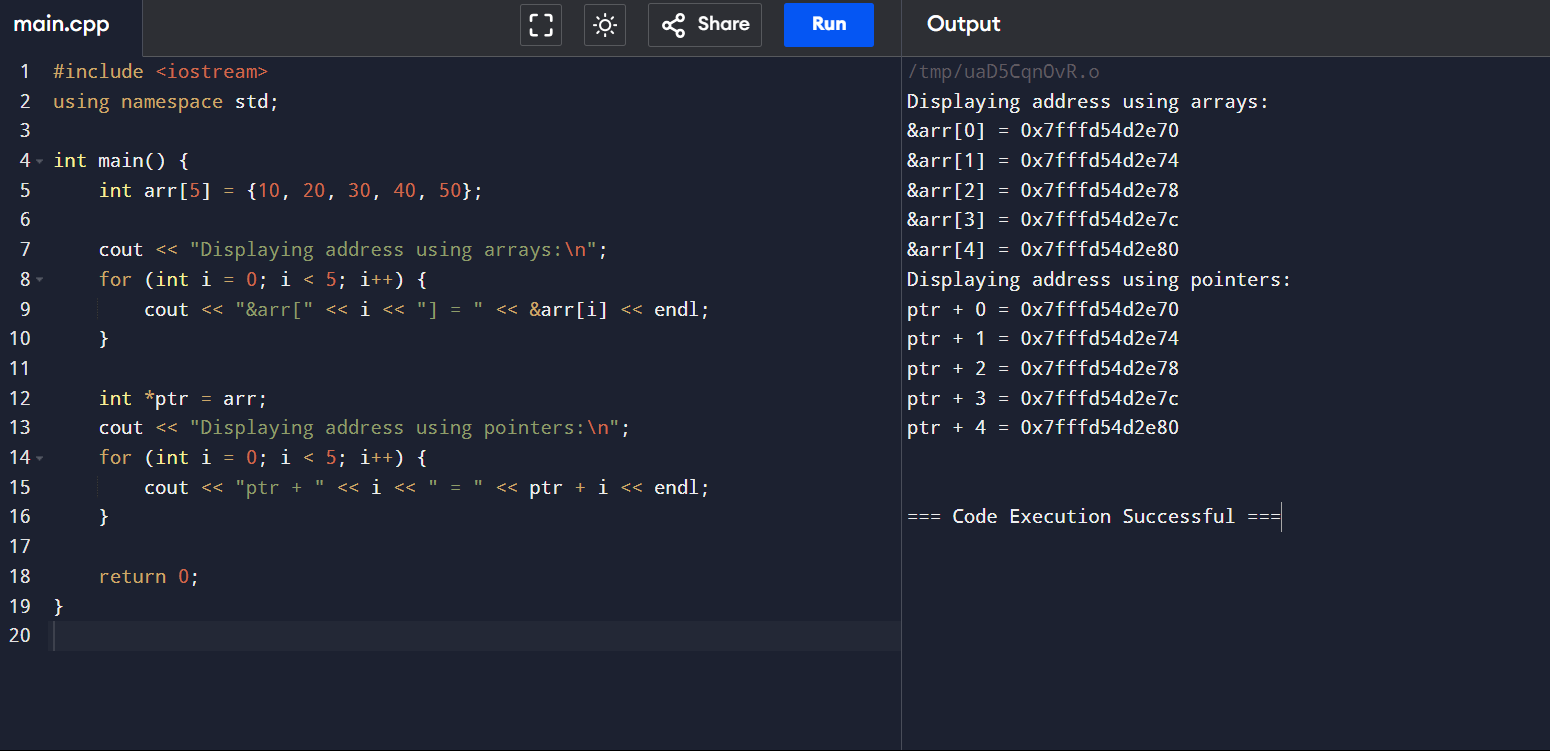 main.cpp
Share
Run
Output
1 #include <iostream>
2 using namespace std;
3
4 int main() {
5     int arr[5] = {10, 20, 30, 40, 50};
6
7     cout << "Displaying address using arrays:\n";
8     for (int i = 0; i < 5; i++) {
9         cout << "&arr[" << i << "] = " << &arr[i] << endl;
10     }
11
12     int *ptr = arr;
13     cout << "Displaying address using pointers:\n";
14     for (int i = 0; i < 5; i++) {
15         cout << "ptr + " << i << " = " << ptr + i << endl;
16     }
17
18     return 0;
19 }
20
/tmp/uaD5CqnOvR.o
Displaying address using arrays:
&arr[0] = 0x7fffd54d2e70
&arr[1] = 0x7fffd54d2e74
&arr[2] = 0x7fffd54d2e78
&arr[3] = 0x7fffd54d2e7c
&arr[4] = 0x7fffd54d2e80
Displaying address using pointers:
ptr + 0 = 0x7fffd54d2e70
ptr + 1 = 0x7fffd54d2e74
ptr + 2 = 0x7fffd54d2e78
ptr + 3 = 0x7fffd54d2e7c
ptr + 4 = 0x7fffd54d2e80
=== Code Execution Successful ===